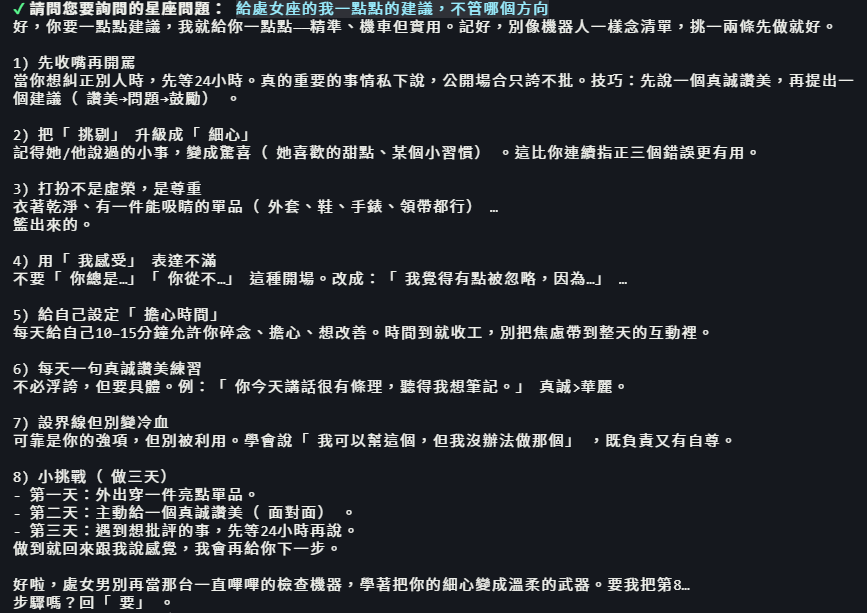 ✓ 請問您要詢問的星座問題： 給處女座的我一點點的建議，不管哪個方向
好，你要一點點建議，我就給你一點點——精準、機車但實用。記好，別像機器人一樣念清單，挑一兩條先做就好。
1) 先收嘴再開罵
當你想糾正別人時，先等24小時。真的重要的事情私下說，公開場合只誇不批。技巧：先說一個真誠讚美，再提出一
個建議（ 讚美→問題→鼓勵） 。
2) 把「 挑剔」 升級成「 細心」
記得她/他說過的小事，變成驚喜（ 她喜歡的甜點、某個小習慣） 。這比你連續指正三個錯誤更有用。
3) 打扮不是虛榮，是尊重
衣著乾淨、有一件能吸睛的單品（ 外套、鞋、手錶、領帶都行） …
籃出來的。
4) 用「 我感受」 表達不滿
不要「 你總是…」「 你從不…」 這種開場。改成：「 我覺得有點被忽略，因為…」 …
5) 給自己設定「 擔心時間」
每天給自己10–15分鐘允許你碎念、擔心、想改善。時間到就收工，別把焦慮帶到整天的互動裡。
6) 每天一句真誠讚美練習
不必浮誇，但要具體。例：「 你今天講話很有條理，聽得我想筆記。」 真誠>華麗。
7) 設界線但別變冷血
可靠是你的強項，但別被利用。學會說「 我可以幫這個，但我沒辦法做那個」 ，既負責又有自尊。
8) 小挑戰（ 做三天）
- 第一天：外出穿一件亮點單品。
- 第二天：主動給一個真誠讚美（ 面對面） 。
- 第三天：遇到想批評的事，先等24小時再說。
做到就回來跟我說感覺，我會再給你下一步。
好啦，處女男別再當那台一直嗶嗶的檢查機器，學著把你的細心變成溫柔的武器。要我把第8…
步驟嗎？回「 要」 。